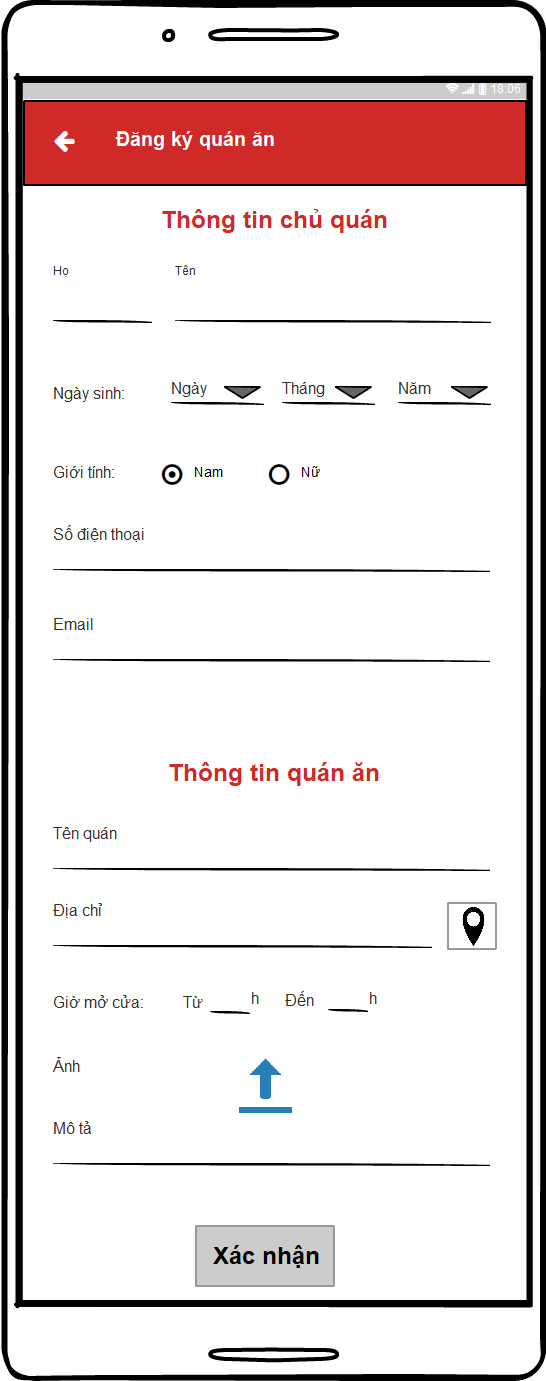 18:06
Đăng ký quán ăn
Thông tin chủ quán
Họ Tên
Ngày sinh: Ngày Tháng Năm
Giới tính: Nam Nữ
Số điện thoại
Email
Thông tin quán ăn
Tên quán
Địa chỉ
Giờ mở cửa: Từ h Đến h
Ảnh
Mô tả
Xác nhận